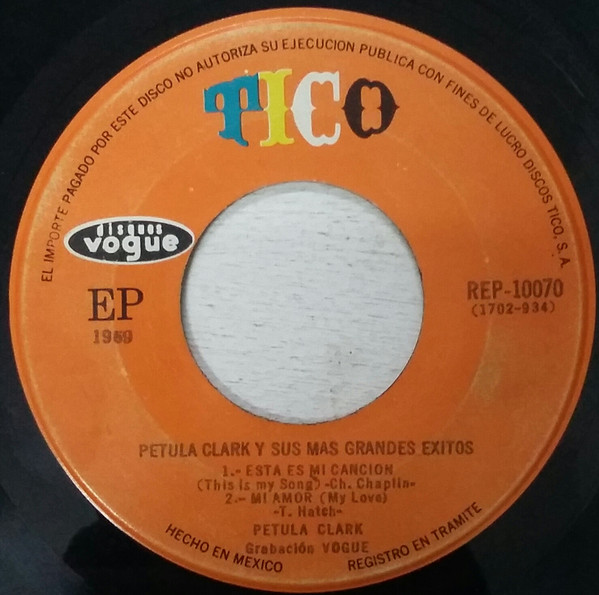 EL IMPORTE PAGADO POR ESTE DISCO NO AUTORIZA SU EJECUCION PUBLICA CON FINES DE LUCRO DISCOS TICO, S. A.
TICO
disques
vogue
EP
1969
REP-10070
(1702-934)
PETULA CLARK Y SUS MAS GRANDES EXITOS
1.- ESTA ES MI CANCION
(This is my Song) -Ch. Chaplin-
2.- MI AMOR (My Love)
-T. Hatch-
PETULA CLARK
Grabación VOGUE
HECHO EN MEXICO
REGISTRO EN TRAMITE